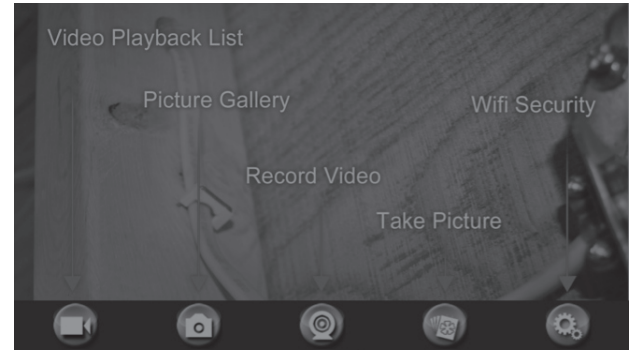 Video Playback List
Picture Gallery
Wifi Security
Record Video
Take Picture